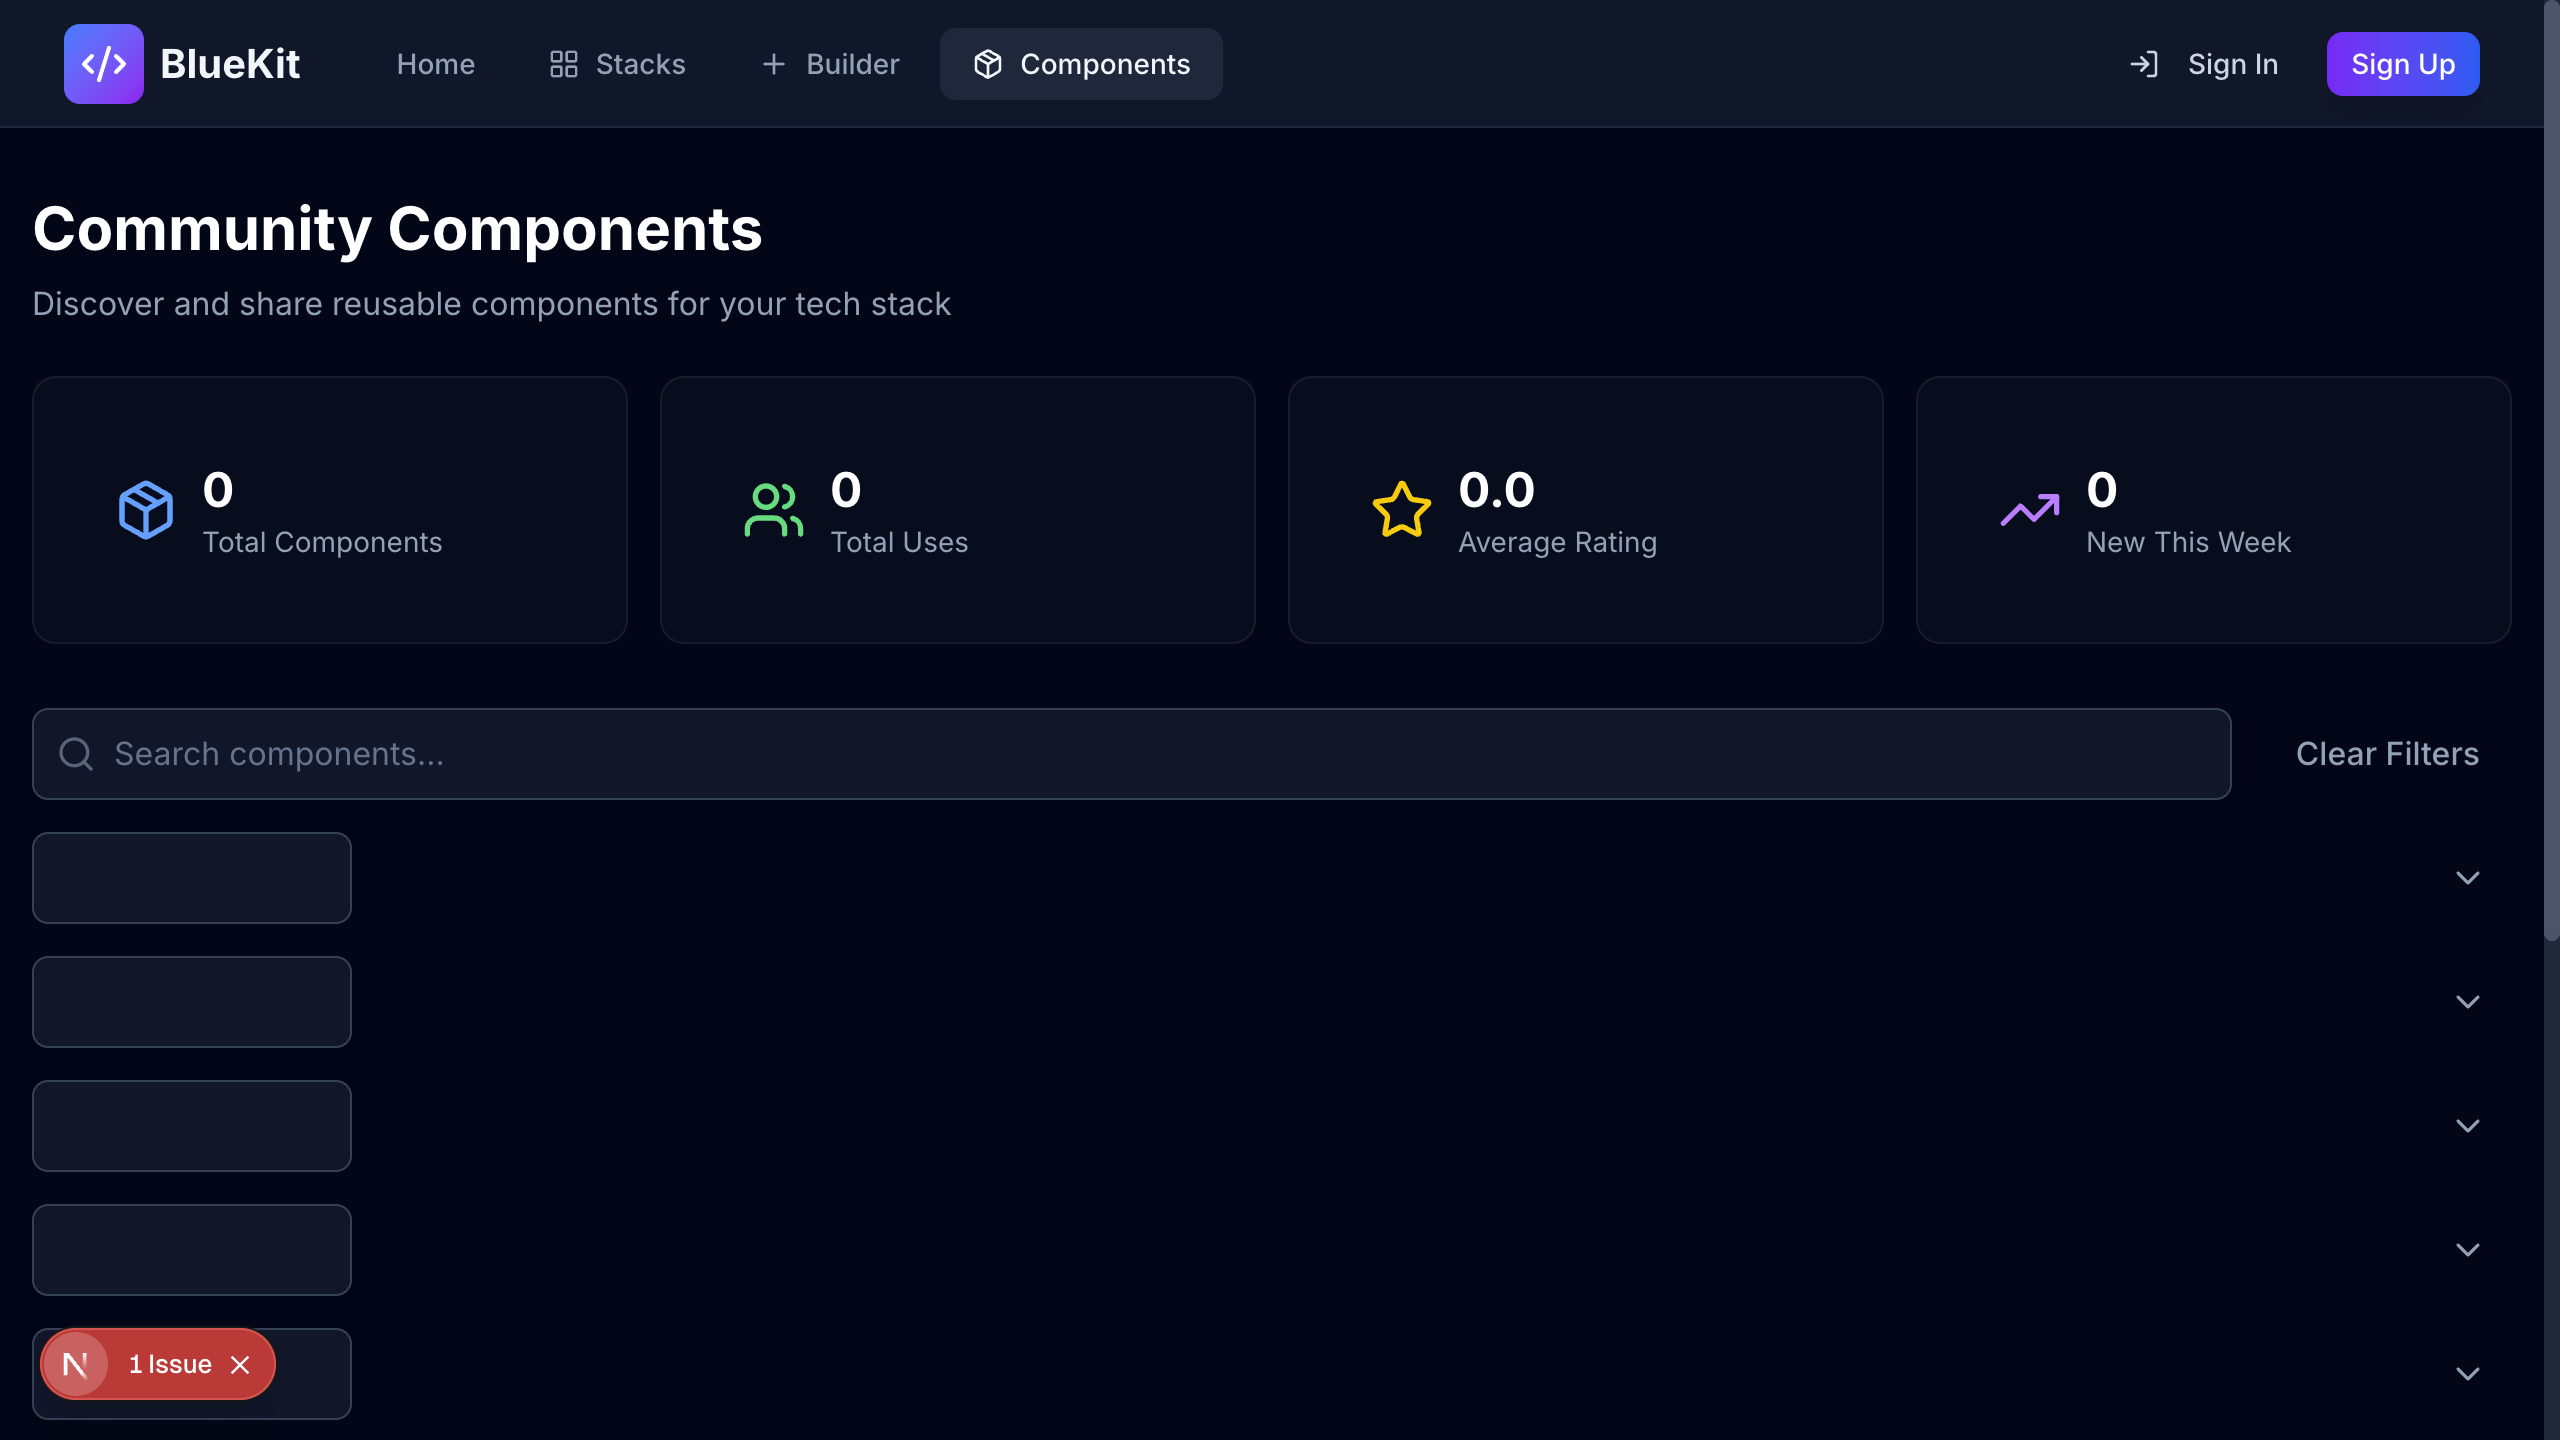 BlueKit
Home
Stacks
Builder
Components
Sign In
Sign Up
Community Components
Discover and share reusable components for your tech stack
0
Total Components
0
Total Uses
0.0
Average Rating
0
New This Week
Search components...
Clear Filters
N
1 Issue